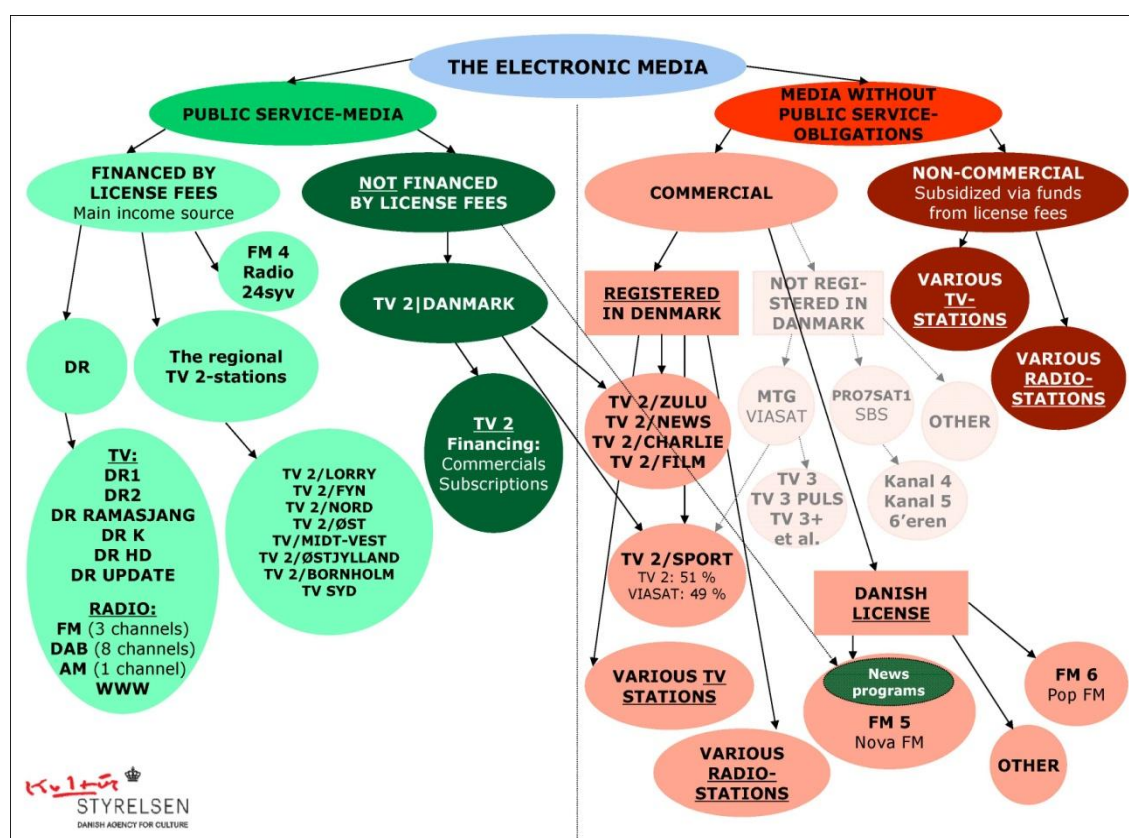 THE ELECTRONIC MEDIA
PUBLIC SERVICE-MEDIA
FINANCED BY
LICENSE FEES
Main income source
FM 4
Radio
24syv
DR
The regional
TV 2-stations
TV:
DR1
DR2
DR RAMASJANG
DR K
DR HD
DR UPDATE
RADIO:
FM (3 channels)
DAB (8 channels)
AM (1 channel)
WWW
TV 2/LORRY
TV 2/FYN
TV 2/NORD
TV 2/ØST
TV/MIDT-VEST
TV 2/ØSTJYLLAND
TV 2/BORNHOLM
TV SYD
NOT FINANCED
BY LICENSE FEES
TV 2|DANMARK
TV 2
Financing:
Commercials
Subscriptions
MEDIA WITHOUT
PUBLIC SERVICE-
OBLIGATIONS
COMMERCIAL
REGISTERED
IN DENMARK
TV 2/ZULU
TV 2/NEWS
TV 2/CHARLIE
TV 2/FILM
TV 2/SPORT
TV 2: 51 %
VIASAT: 49 %
VARIOUS TV
STATIONS
VARIOUS
RADIO-
STATIONS
NOT REGI-
STERED IN
DANMARK
MTG
VIASAT
TV 3
TV 3 PULS
TV 3+
et al.
PRO7SAT1
SBS
Kanal 4
Kanal 5
6'eren
OTHER
DANISH
LICENSE
News
programs
FM 5
Nova FM
FM 6
Pop FM
OTHER
NON-COMMERCIAL
Subsidized via funds
from license fees
VARIOUS
TV-
STATIONS
VARIOUS
RADIO-
STATIONS
Kultur
STYRELSEN
DANISH AGENCY FOR CULTURE